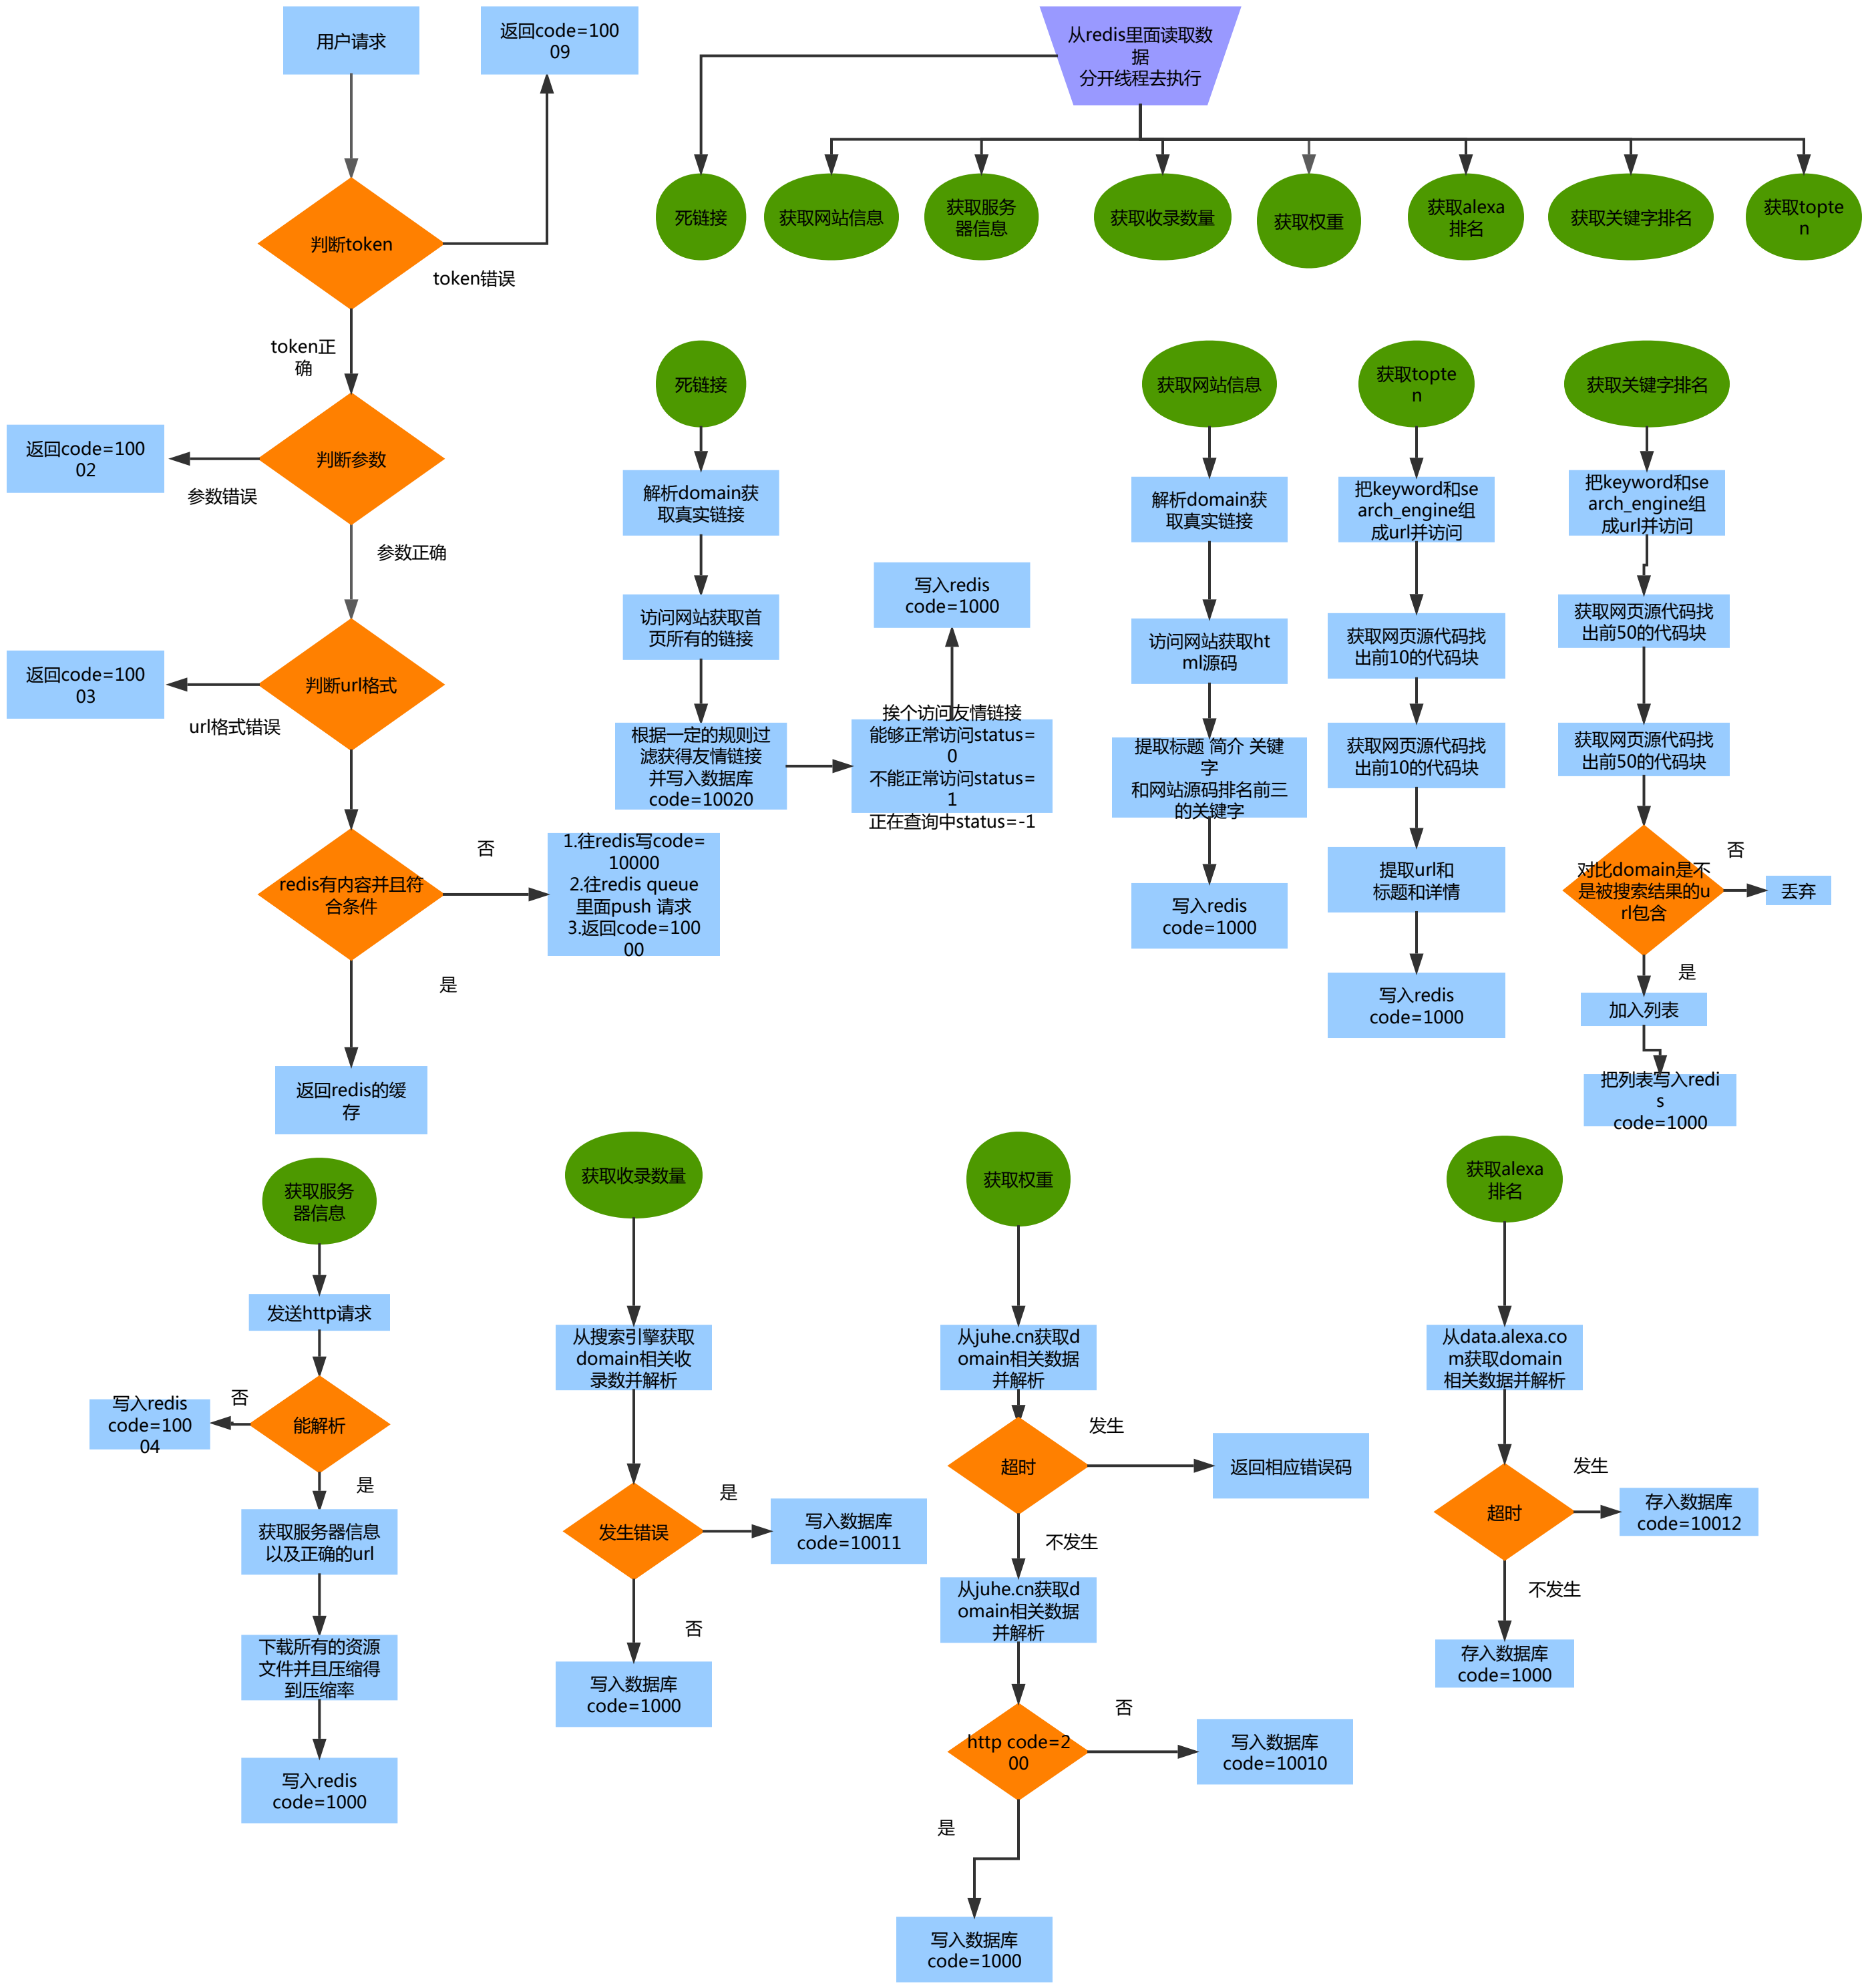 用户请求
返回code=100
09
判断token
token错误
token正
确
判断参数
返回code=100
02
参数错误
参数正确
判断url格式
返回code=100
03
url格式错误
redis有内容并且符
合条件
否
1.往redis写code=
10000
2.往redis queue
里面push 请求
3.返回code=100
00
是
返回redis的缓
存
从redis里面读取数
据
分开线程去执行
死链接
获取网站信息
获取服务
器信息
获取收录数量
获取权重
获取alexa
排名
获取关键字排名
获取topte
n
死链接
解析domain获
取真实链接
访问网站获取首
页所有的链接
根据一定的规则过
滤获得友情链接
并写入数据库
code=10020
挨个访问友情链接
能够正常访问status=
0
不能正常访问status=
1
正在查询中status=-1
写入redis
code=1000
获取网站信息
解析domain获
取真实链接
访问网站获取ht
ml源码
提取标题 简介 关键
字
和网站源码排名前三
的关键字
写入redis
code=1000
获取topte
n
把keyword和se
arch_engine组
成url并访问
获取网页源代码找
出前10的代码块
获取网页源代码找
出前10的代码块
提取url和
标题和详情
写入redis
code=1000
获取关键字排名
把keyword和se
arch_engine组
成url并访问
获取网页源代码找
出前50的代码块
获取网页源代码找
出前50的代码块
对比domain是不
是被搜索结果的u
rl包含
否
丢弃
是
加入列表
把列表写入redi
s
code=1000
获取服务
器信息
发送http请求
能解析
否
写入redis
code=100
04
是
获取服务器信息
以及正确的url
下载所有的资源
文件并且压缩得
到压缩率
写入redis
code=1000
获取收录数量
从搜索引擎获取
domain相关收
录数并解析
发生错误
是
写入数据库
code=10011
否
写入数据库
code=1000
获取权重
从juhe.cn获取d
omain相关数据
并解析
超时
发生
返回相应错误码
不发生
从juhe.cn获取d
omain相关数据
并解析
http code=2
00
否
写入数据库
code=10010
是
写入数据库
code=1000
获取alexa
排名
从data.alexa.co
m获取domain
相关数据并解析
超时
发生
存入数据库
code=10012
不发生
存入数据库
code=1000